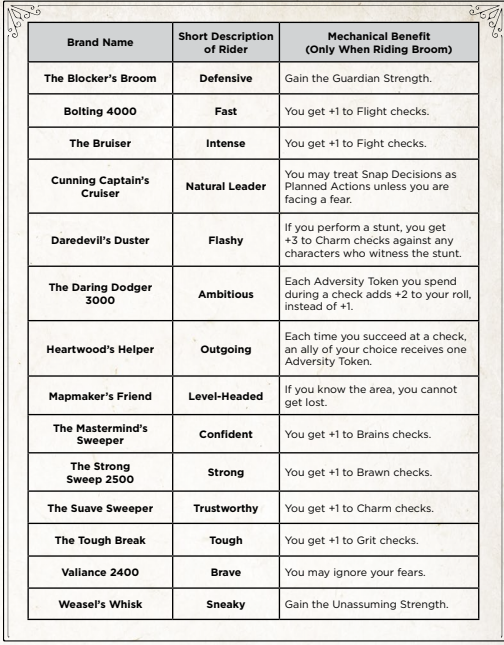 Brand Name
Short Description
of Rider
Mechanical Benefit
(Only When Riding Broom)
The Blocker's Broom
Defensive
Gain the Guardian Strength.
Bolting 4000
Fast
You get +1 to Flight checks.
The Bruiser
Intense
You get +1 to Fight checks.
Cunning Captain's
Cruiser
Natural Leader
You may treat Snap Decisions as
Planned Actions unless you are
facing a fear.
Daredevil's Duster
Flashy
If you perform a stunt, you get
+3 to Charm checks against any
characters who witness the stunt.
The Daring Dodger
3000
Ambitious
Each Adversity Token you spend
during a check adds +2 to your roll,
instead of +1.
Heartwood's Helper
Outgoing
Each time you succeed at a check,
an ally of your choice receives one
Adversity Token.
Mapmaker's Friend
Level-Headed
If you know the area, you cannot
get lost.
The Mastermind's
Sweeper
Confident
You get +1 to Brains checks.
The Strong
Sweep 2500
Strong
You get +1 to Brawn checks.
The Suave Sweeper
Trustworthy
You get +1 to Charm checks.
The Tough Break
Tough
You get +1 to Grit checks.
Valiance 2400
Brave
You may ignore your fears.
Weasel's Whisk
Sneaky
Gain the Unassuming Strength.